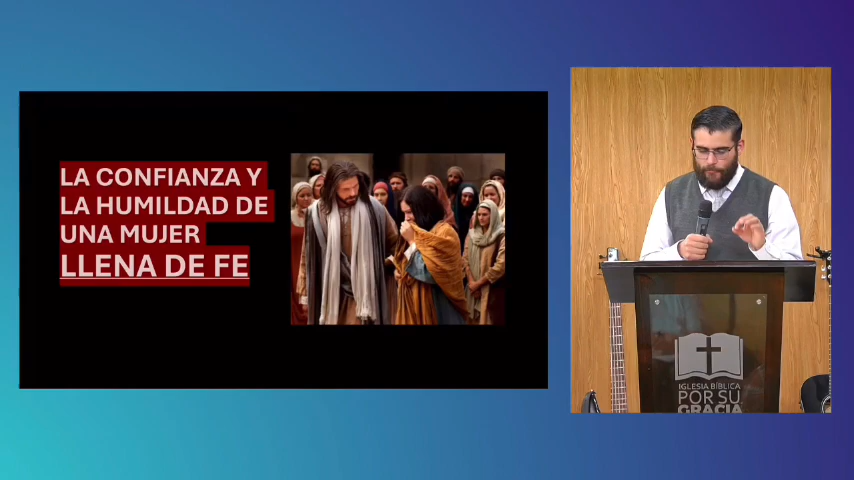 LA CONFIANZA Y
LA HUMILDAD DE
UNA MUJER
LLENA DE FE
IGLESIA BÍBLICA
POR SU
GRACIA